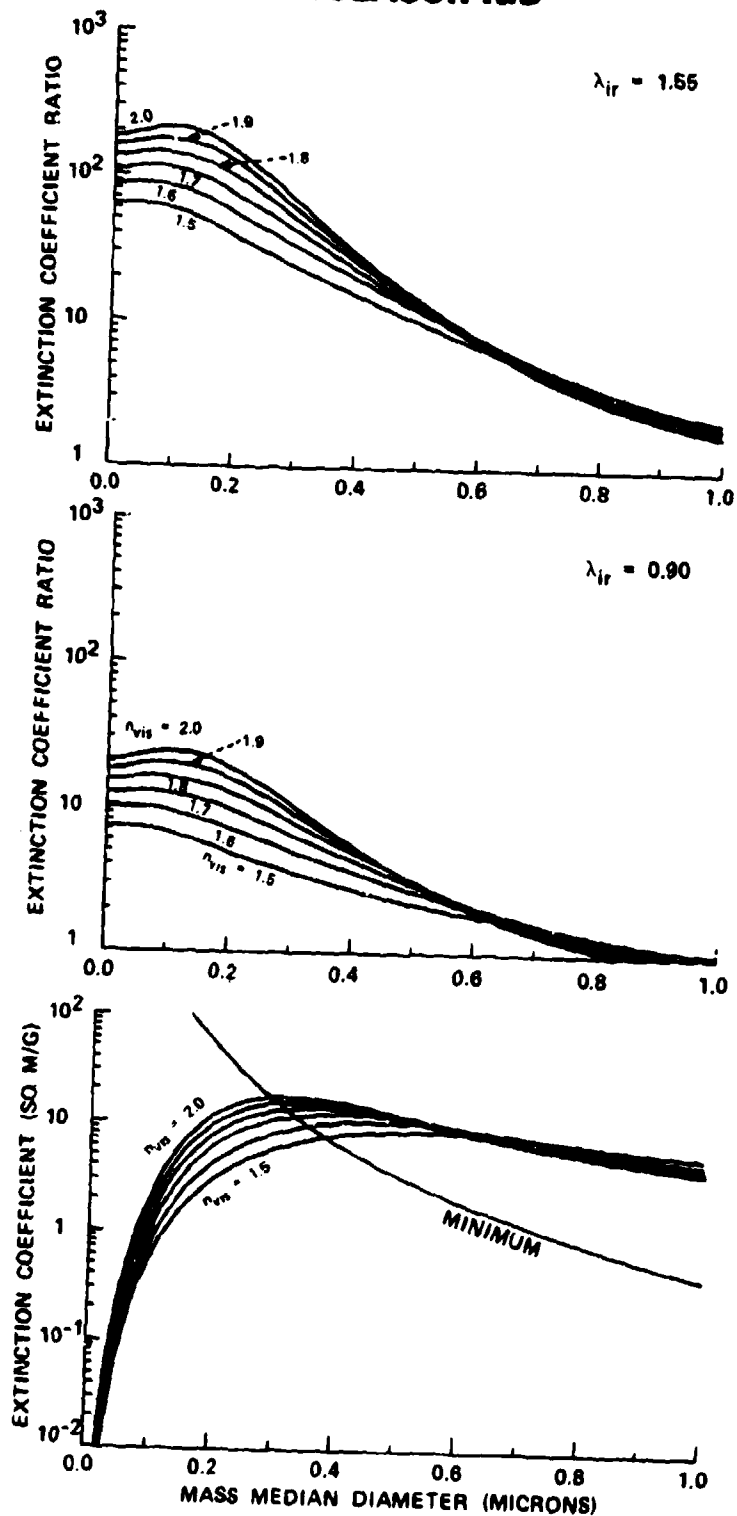 10³
10²
10
1
EXTINCTION COEFFICIENT RATIO
λir = 1.55
2.0
1.9
1.8
1.7
1.6
1.5
0.0 0.2 0.4 0.6 0.8 1.0
10³
10²
10
1
EXTINCTION COEFFICIENT RATIO
λir = 0.90
nvis = 2.0
1.9
1.8
1.7
1.6
nvis = 1.5
0.0 0.2 0.4 0.6 0.8 1.0
10²
10
1
10⁻¹
10⁻²
EXTINCTION COEFFICIENT (SQ M/G)
nvis = 2.0
nvis = 1.5
MINIMUM
0.0 0.2 0.4 0.6 0.8 1.0
MASS MEDIAN DIAMETER (MICRONS)